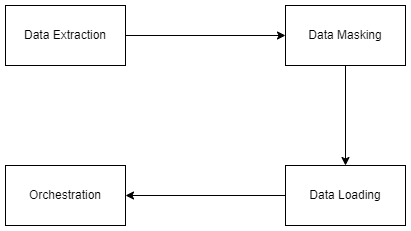 Data Extraction
Data Masking
Orchestration
Data Loading